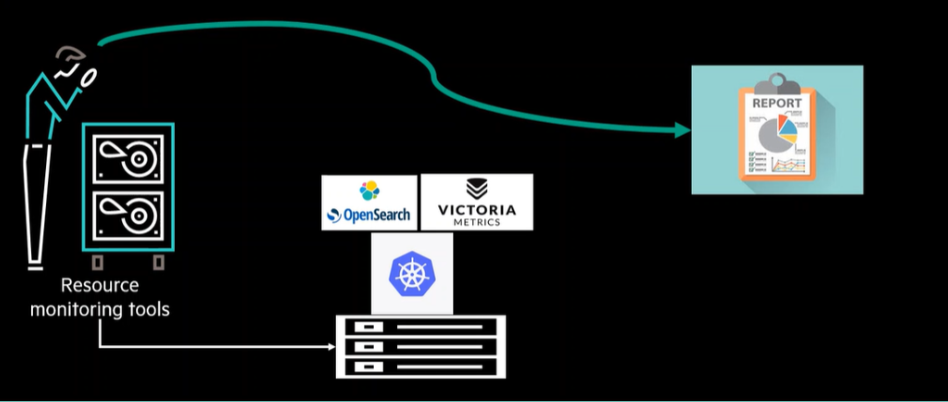 REPORT
OpenSearch
VICTORIA
METRICS
Resource
monitoring tools